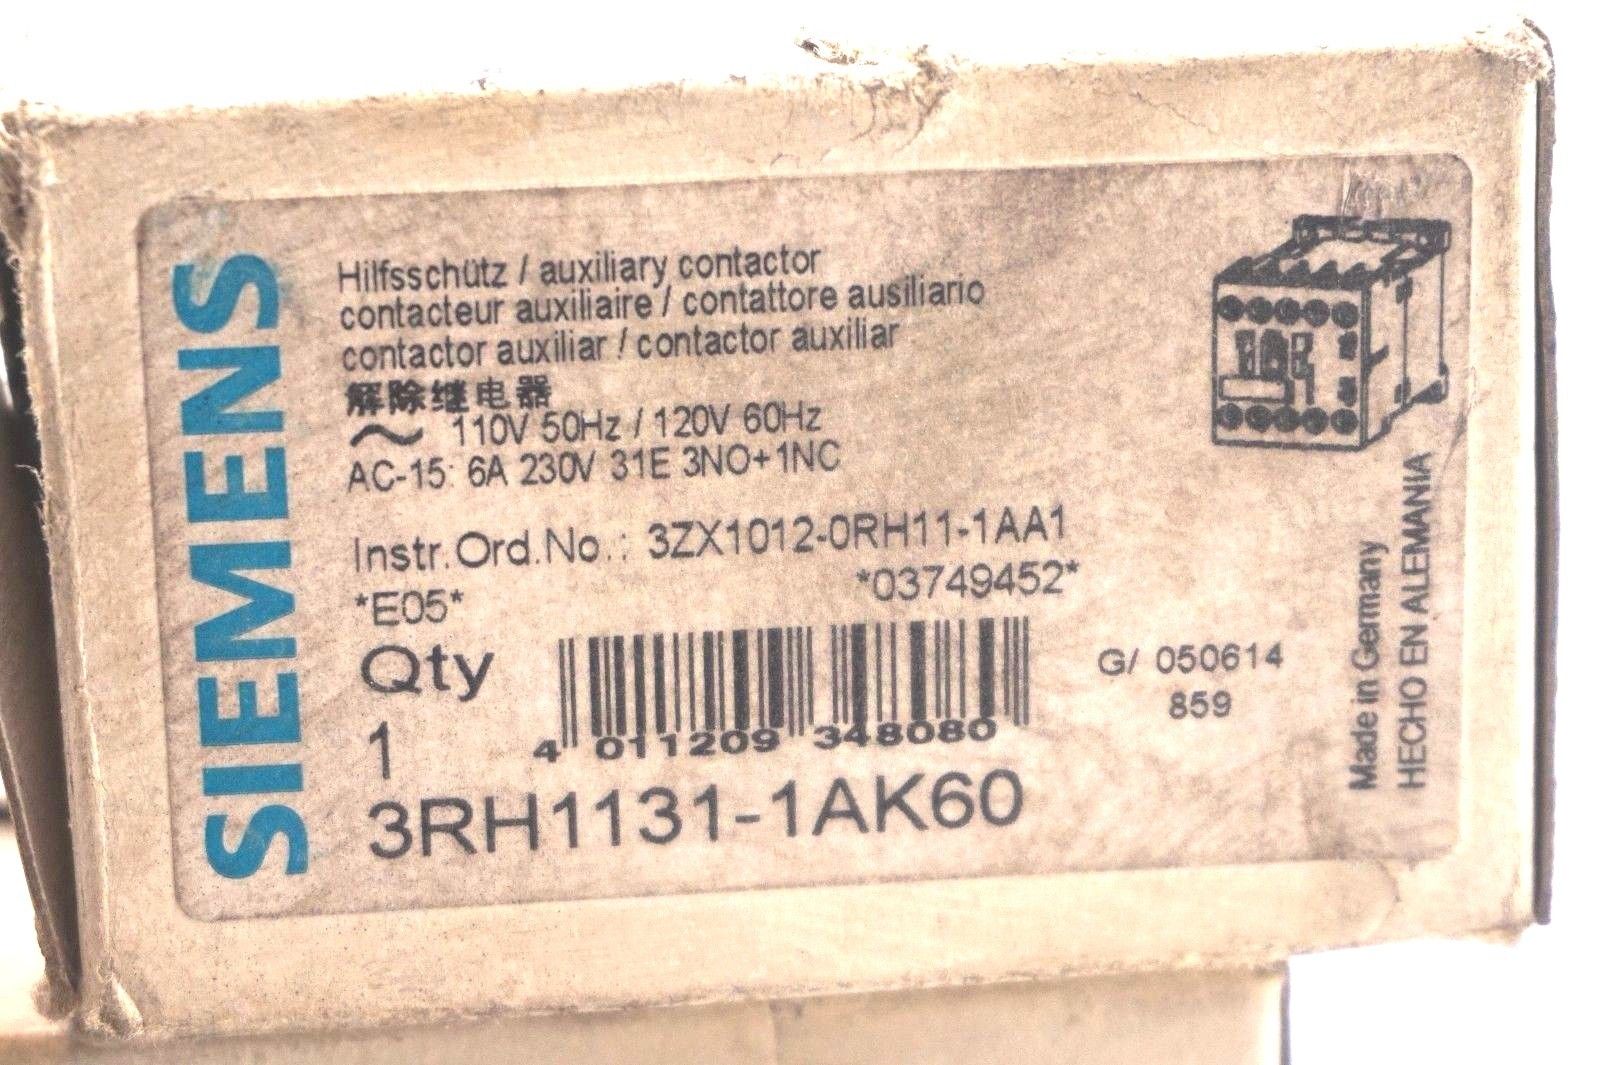 SIEMENS
Hilfsschütz / auxiliary contactor
contacteur auxiliaire / contattore ausiliario
contactor auxiliar / contactor auxiliar
解除继电器
~ 110V 50Hz / 120V 60Hz
AC-15: 6A 230V 31E 3NO+1NC
Instr.Ord.No.: 3ZX1012-0RH11-1AA1
*E05* *03749452*
Qty
1
4 011209 348080
G/ 050614
859
3RH1131-1AK60
Made in Germany
HECHO EN ALEMANIA